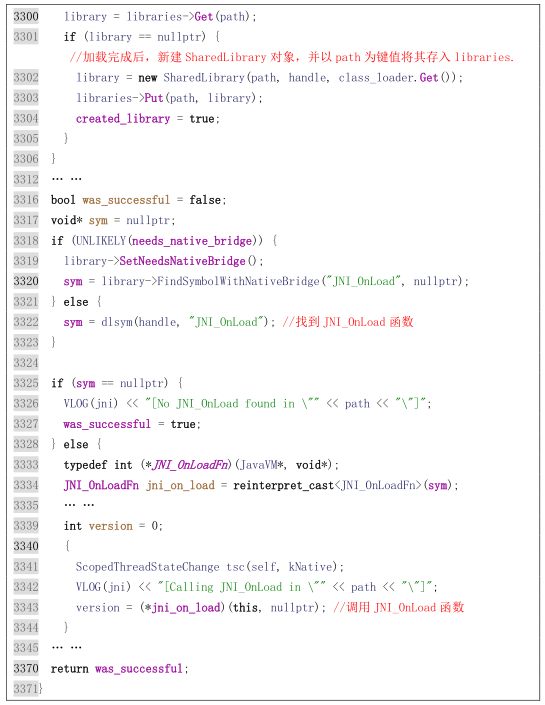 3300 library = libraries->Get(path);
3301 if (library == nullptr) {
//加载完成后，新建 SharedLibrary 对象，并以 path 为键值将其存入 libraries.
3302 library = new SharedLibrary(path, handle, class_loader.Get());
3303 libraries->Put(path, library);
3304 created_library = true;
3305 }
3306 }
3312 … …
3316 bool was_successful = false;
3317 void* sym = nullptr;
3318 if (UNLIKELY(needs_native_bridge)) {
3319 library->SetNeedsNativeBridge();
3320 sym = library->FindSymbolWithNativeBridge("JNI_OnLoad", nullptr);
3321 } else {
3322 sym = dlsym(handle, "JNI_OnLoad"); //找到 JNI_OnLoad 函数
3323 }
3324
3325 if (sym == nullptr) {
3326 VLOG(jni) << "[No JNI_OnLoad found in \"" << path << "\"]";
3327 was_successful = true;
3328 } else {
3333 typedef int (*JNI_OnLoadFn)(JavaVM*, void*);
3334 JNI_OnLoadFn jni_on_load = reinterpret_cast<JNI_OnLoadFn>(sym);
3335 … …
3339 int version = 0;
3340 {
3341 ScopedThreadStateChange tsc(self, kNative);
3342 VLOG(jni) << "[Calling JNI_OnLoad in \"" << path << "\"]";
3343 version = (*jni_on_load)(this, nullptr); //调用 JNI_OnLoad 函数
3344 }
3345 … …
3370 return was_successful;
3371}